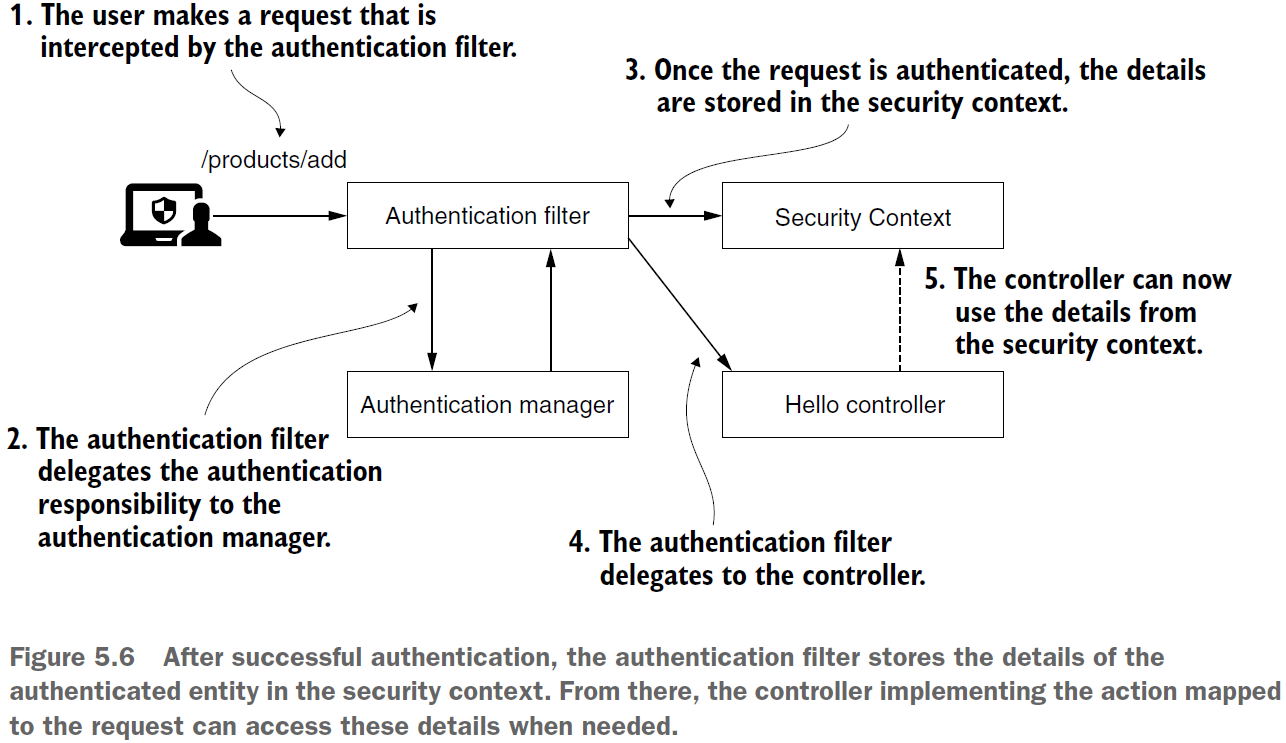 1. The user makes a request that is
intercepted by the authentication filter.
3. Once the request is authenticated, the details
are stored in the security context.
/products/add
Authentication filter
Security Context
5. The controller can now
use the details from
the security context.
Authentication manager
Hello controller
2. The authentication filter
delegates the authentication
responsibility to the
authentication manager.
4. The authentication filter
delegates to the controller.
Figure 5.6 After successful authentication, the authentication filter stores the details of the
authenticated entity in the security context. From there, the controller implementing the action mapped
to the request can access these details when needed.